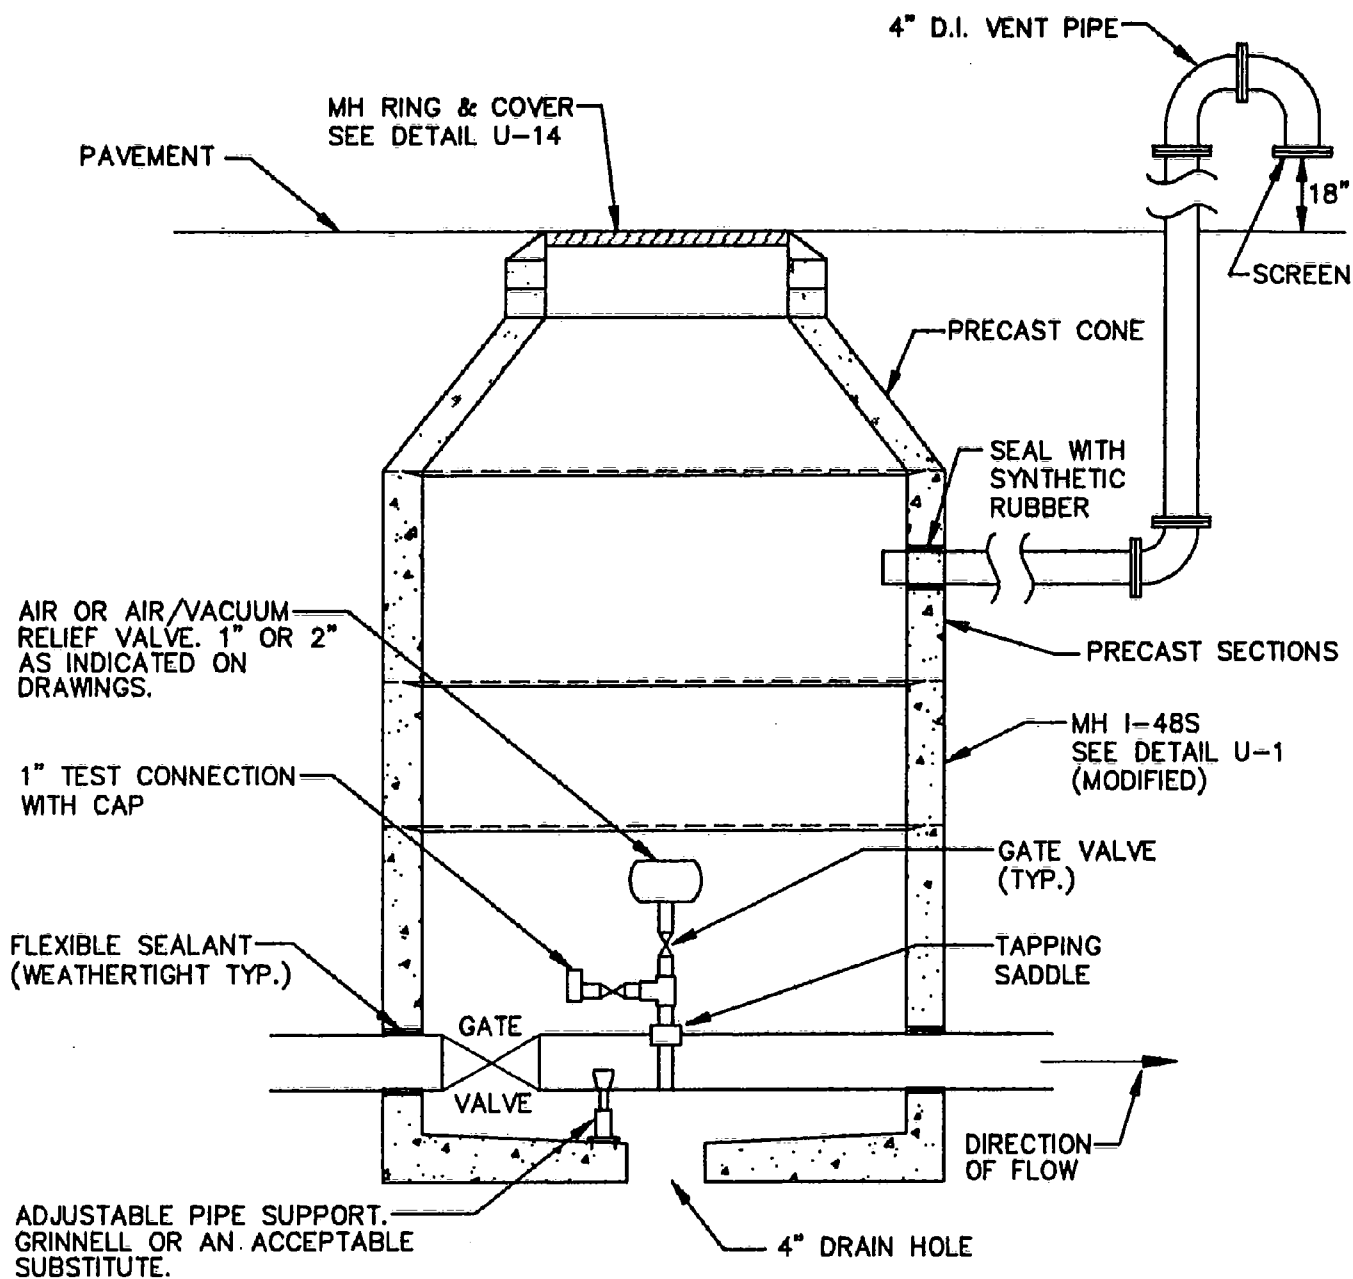 4" D.I. VENT PIPE
MH RING & COVER
SEE DETAIL U-14
PAVEMENT
18"
SCREEN
PRECAST CONE
SEAL WITH
SYNTHETIC
RUBBER
AIR OR AIR/VACUUM
RELIEF VALVE. 1" OR 2"
AS INDICATED ON
DRAWINGS.
PRECAST SECTIONS
MH I-48S
SEE DETAIL U-1
(MODIFIED)
1" TEST CONNECTION
WITH CAP
GATE VALVE
(TYP.)
FLEXIBLE SEALANT
(WEATHERTIGHT TYP.)
TAPPING
SADDLE
GATE
VALVE
DIRECTION
OF FLOW
ADJUSTABLE PIPE SUPPORT.
GRINNELL OR AN ACCEPTABLE
SUBSTITUTE.
4" DRAIN HOLE